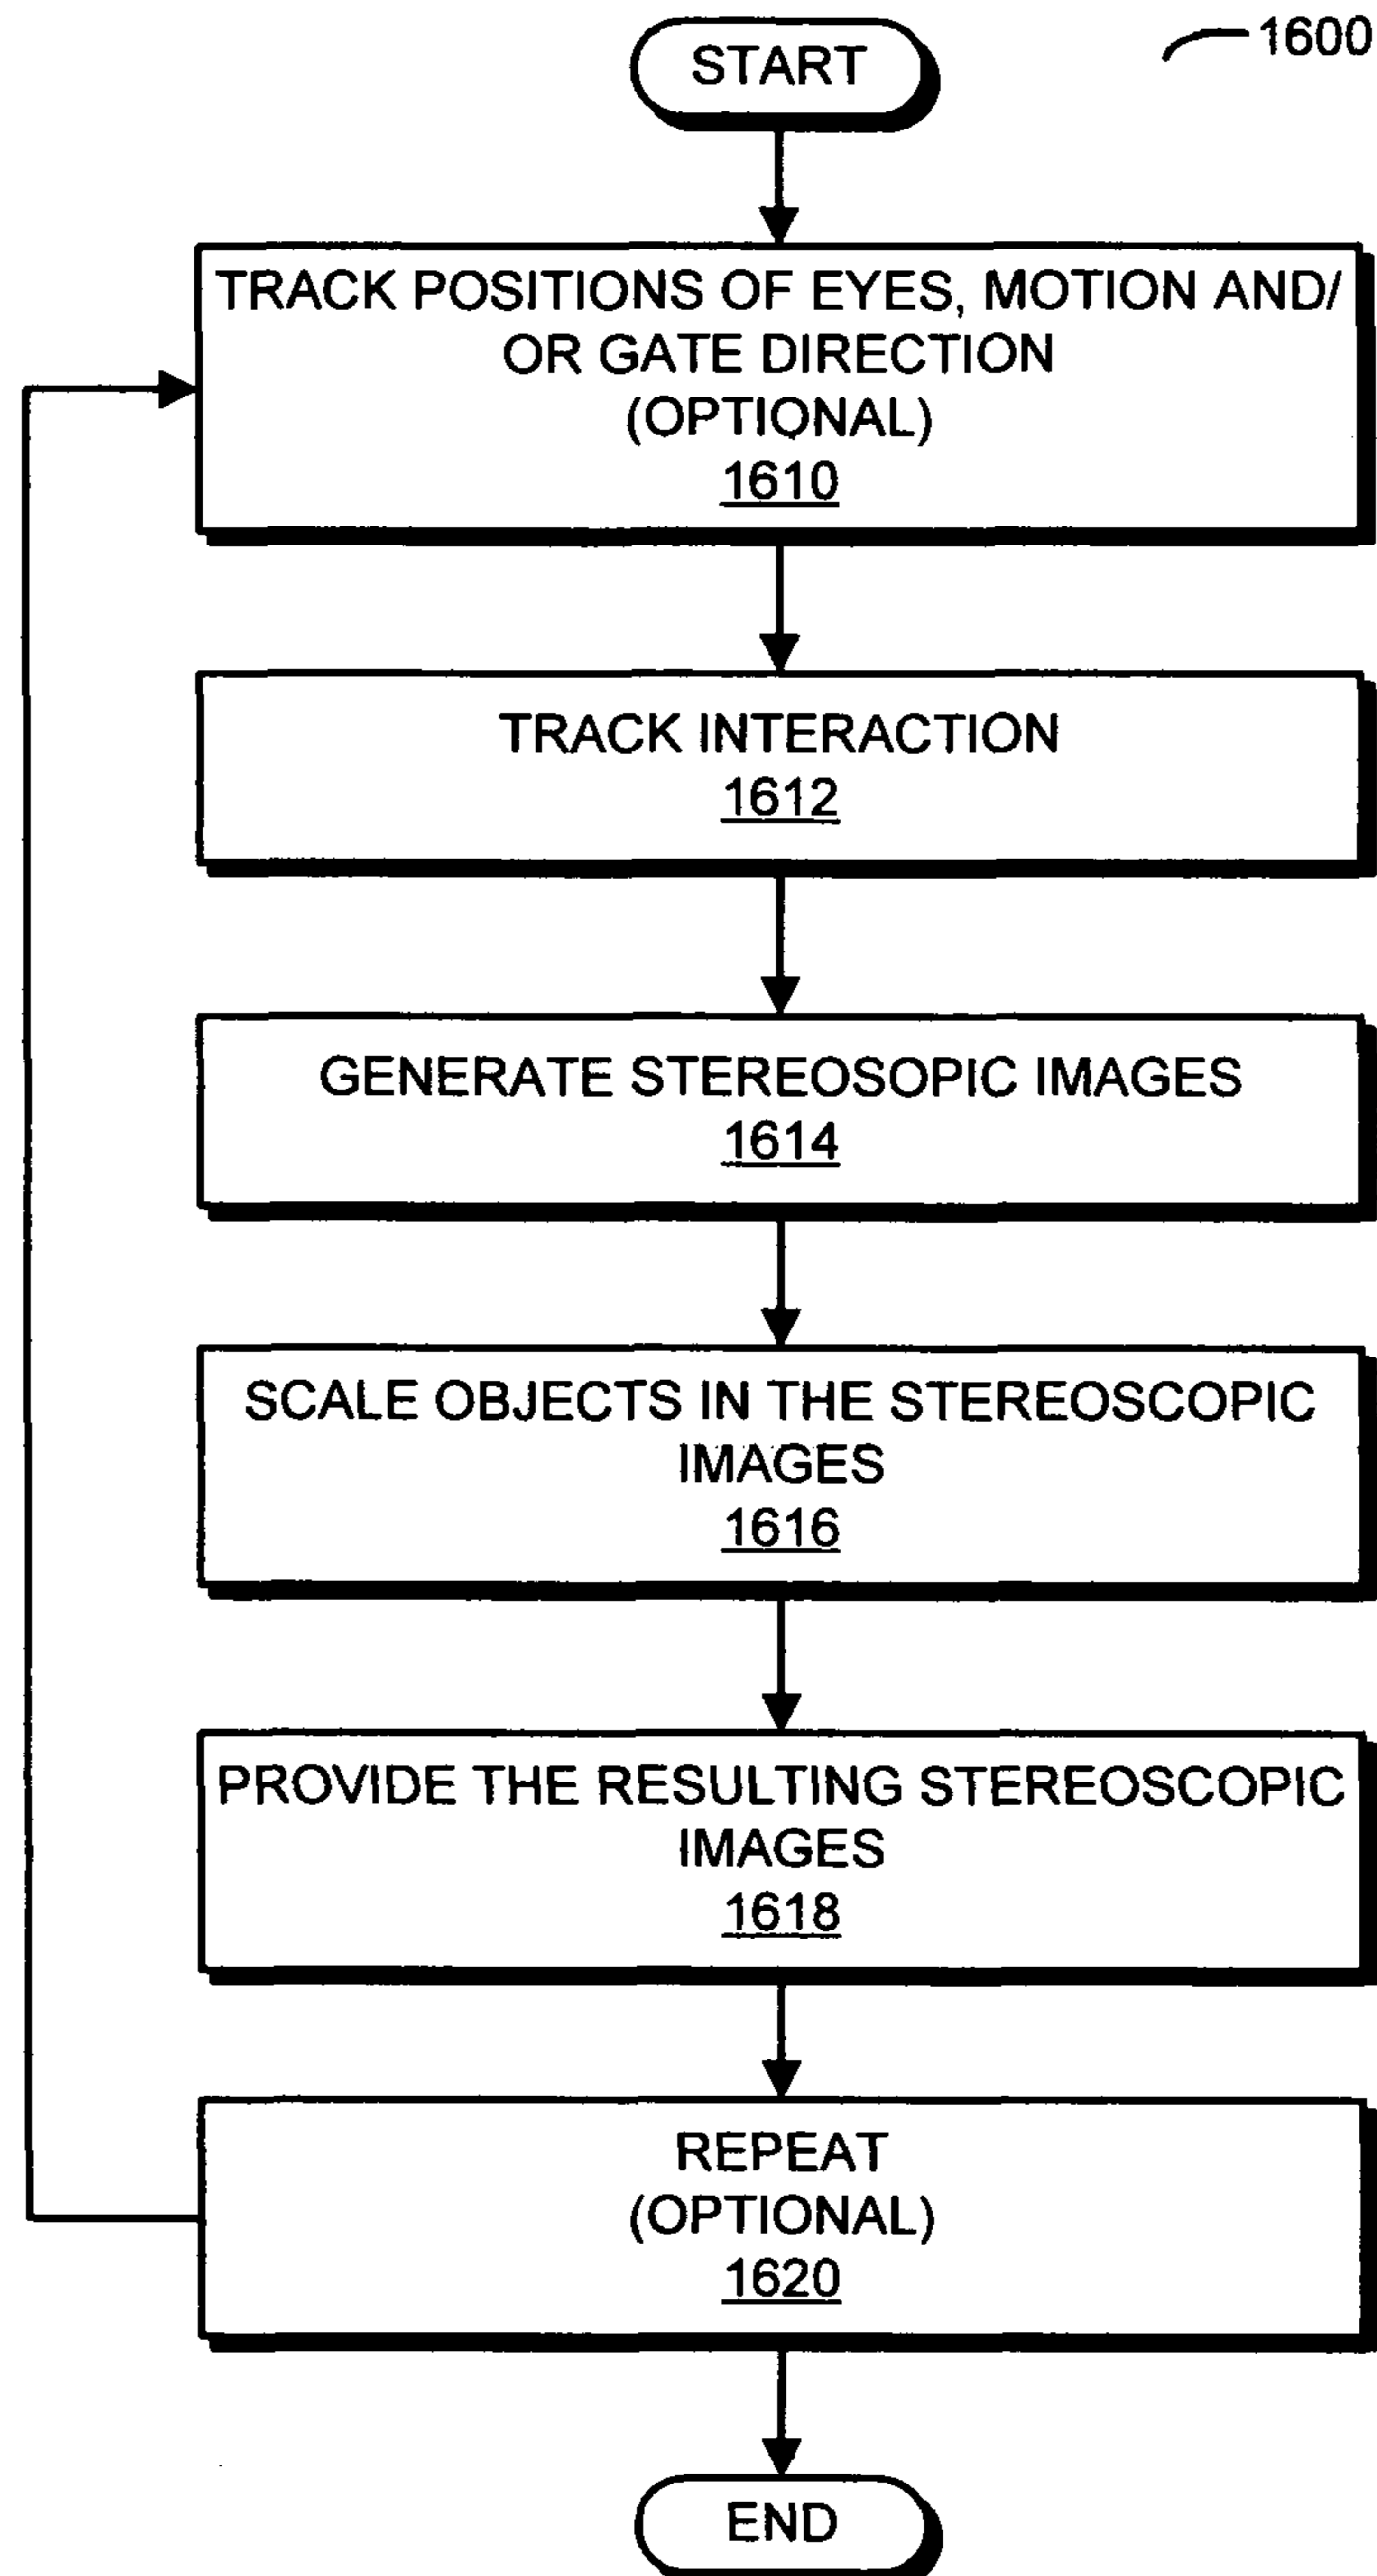 START
1600
TRACK POSITIONS OF EYES, MOTION AND/
OR GATE DIRECTION
(OPTIONAL)
1610
TRACK INTERACTION
1612
GENERATE STEREOSOPIC IMAGES
1614
SCALE OBJECTS IN THE STEREOSCOPIC
IMAGES
1616
PROVIDE THE RESULTING STEREOSCOPIC
IMAGES
1618
REPEAT
(OPTIONAL)
1620
END